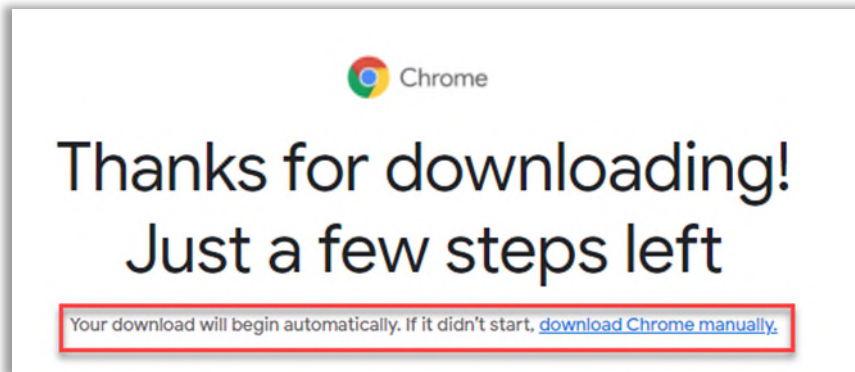 Chrome
Thanks for downloading!
Just a few steps left
Your download will begin automatically. If it didn't start, download Chrome manually.